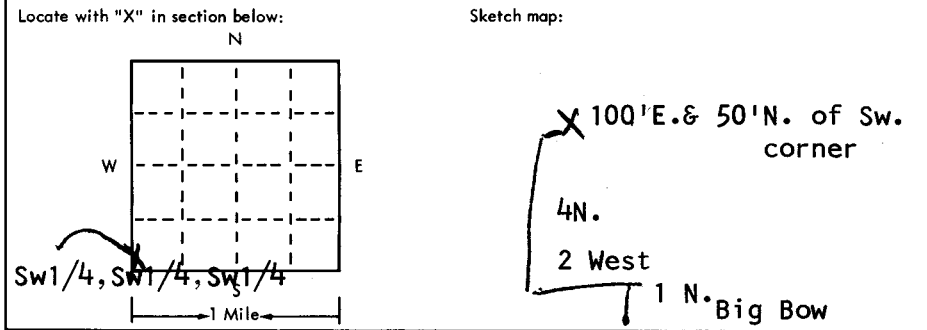 Locate with "X" in section below:
N
W
E
Sw1/4, Sw1/4, Sw1/4
S
1 Mile
Sketch map:
X 100'E.& 50'N. of Sw.
corner
4N.
2 West
1 N. Big Bow